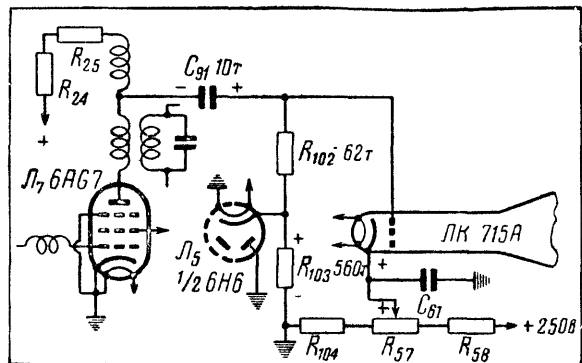 R25
R24
+
C91 10т
- +
R102 - 62т
Л7 6AG7
Л5
1/2 6Н6
+
R103 560т
-
ЛК 715А
+
C61
+
R104
R57
R58
+250в